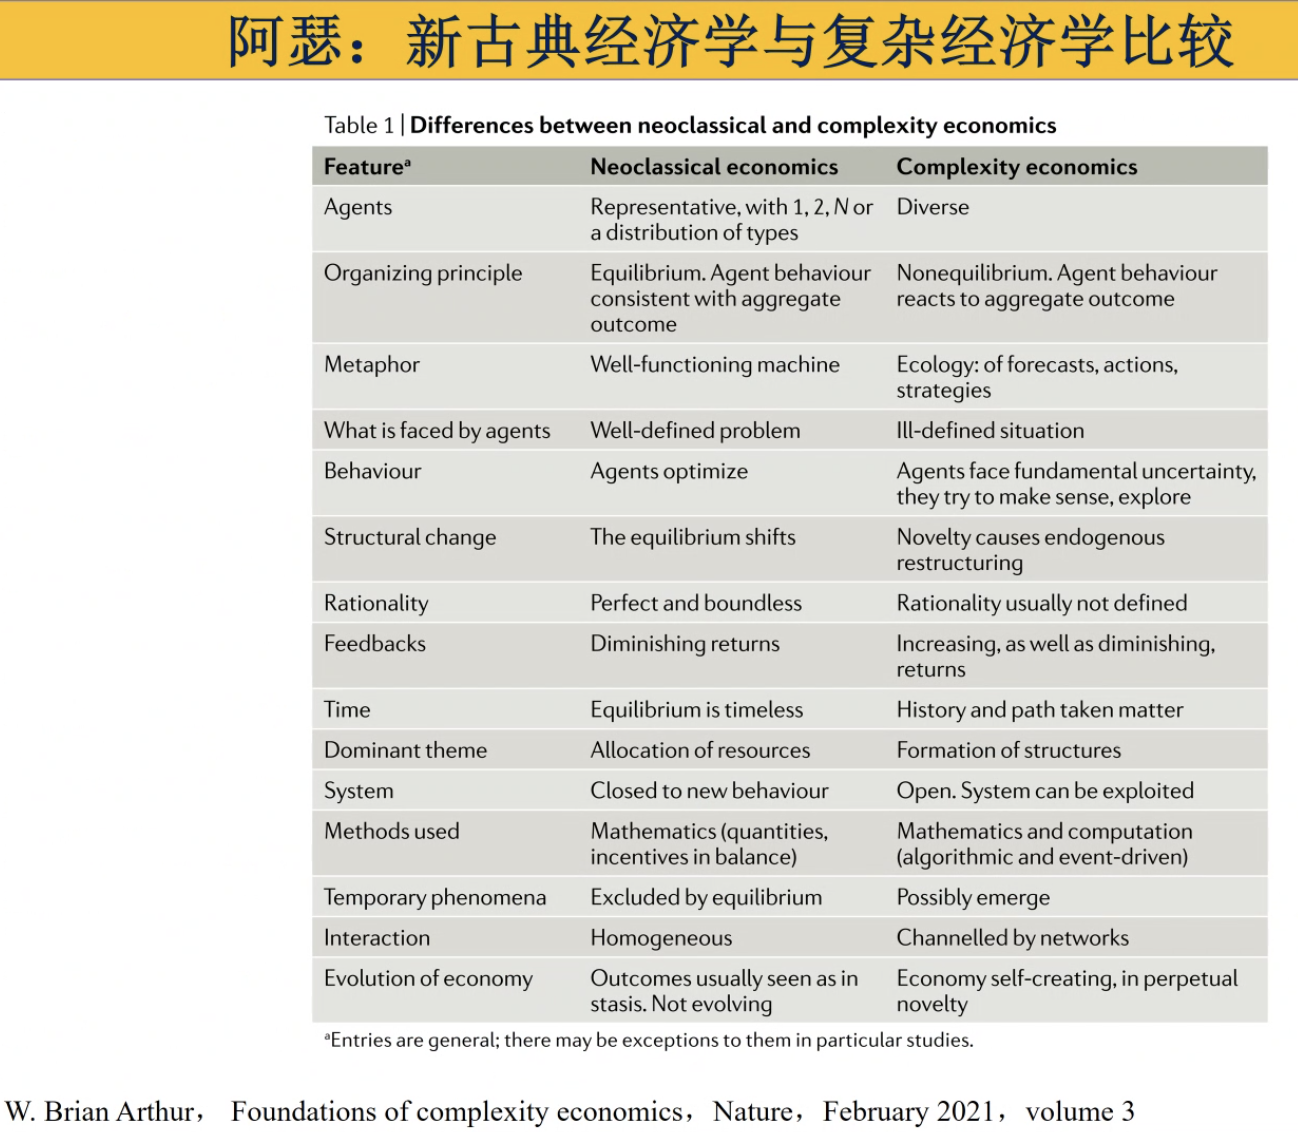 阿瑟：新古典经济学与复杂经济学比较
Table 1 | Differences between neoclassical and complexity economics
Featureᵃ Neoclassical economics Complexity economics
Agents Representative, with 1, 2, N or Diverse
a distribution of types
Organizing principle Equilibrium. Agent behaviour Nonequilibrium. Agent behaviour
consistent with aggregate reacts to aggregate outcome
outcome
Metaphor Well-functioning machine Ecology: of forecasts, actions,
strategies
What is faced by agents Well-defined problem Ill-defined situation
Behaviour Agents optimize Agents face fundamental uncertainty,
they try to make sense, explore
Structural change The equilibrium shifts Novelty causes endogenous
restructuring
Rationality Perfect and boundless Rationality usually not defined
Feedbacks Diminishing returns Increasing, as well as diminishing,
returns
Time Equilibrium is timeless History and path taken matter
Dominant theme Allocation of resources Formation of structures
System Closed to new behaviour Open. System can be exploited
Methods used Mathematics (quantities, Mathematics and computation
incentives in balance) (algorithmic and event-driven)
Temporary phenomena Excluded by equilibrium Possibly emerge
Interaction Homogeneous Channelled by networks
Evolution of economy Outcomes usually seen as in Economy self-creating, in perpetual
stasis. Not evolving novelty
ᵃEntries are general; there may be exceptions to them in particular studies.
W. Brian Arthur， Foundations of complexity economics，Nature，February 2021，volume 3